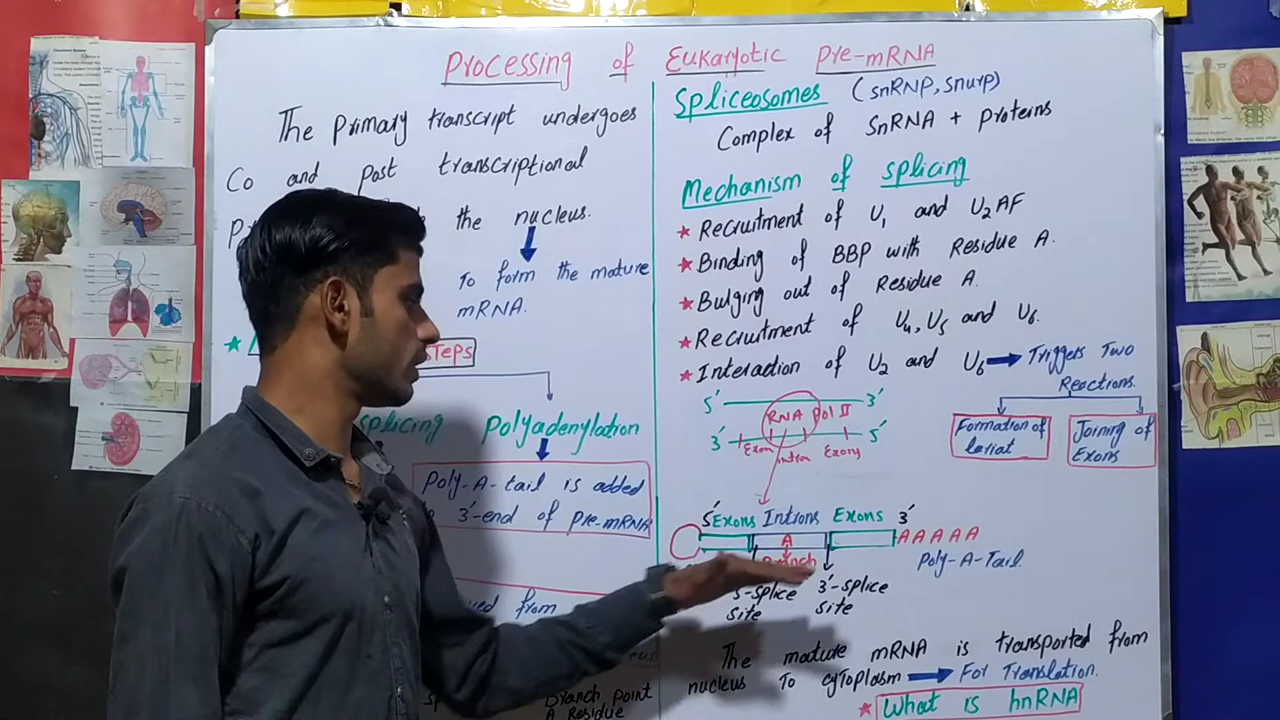 Processing of Eukaryotic Pre-mRNA
The primary transcript undergoes
Co and post transcriptional
the nucleus.
To form the mature
mRNA.
STEPS
splicing polyadenylation
Poly-A-tail is added
3'-end of Pre-mRNA
from
Branch point
A Residue
Spliceosomes (snRNP, snurp)
Complex of SnRNA + proteins
Mechanism of splicing
★ Recruitment of U1 and U2AF
★ Binding of BBP with Residue A.
★ Bulging out of Residue A.
★ Recruitment of U4, U5 and U6.
★ Interaction of U2 and U6 → Triggers Two
Reactions.
Formation of
lariat
Joining of
Exons
5' 3'
RNA Pol II
3' 5'
Exon intron Exons
5' Exons Introns Exons 3'
A AAAAA
Branch Poly-A-Tail.
5-splice 3'-splice
site site
The mature mRNA is transported from
nucleus To cytoplasm → For Translation.
★ What is hnRNA